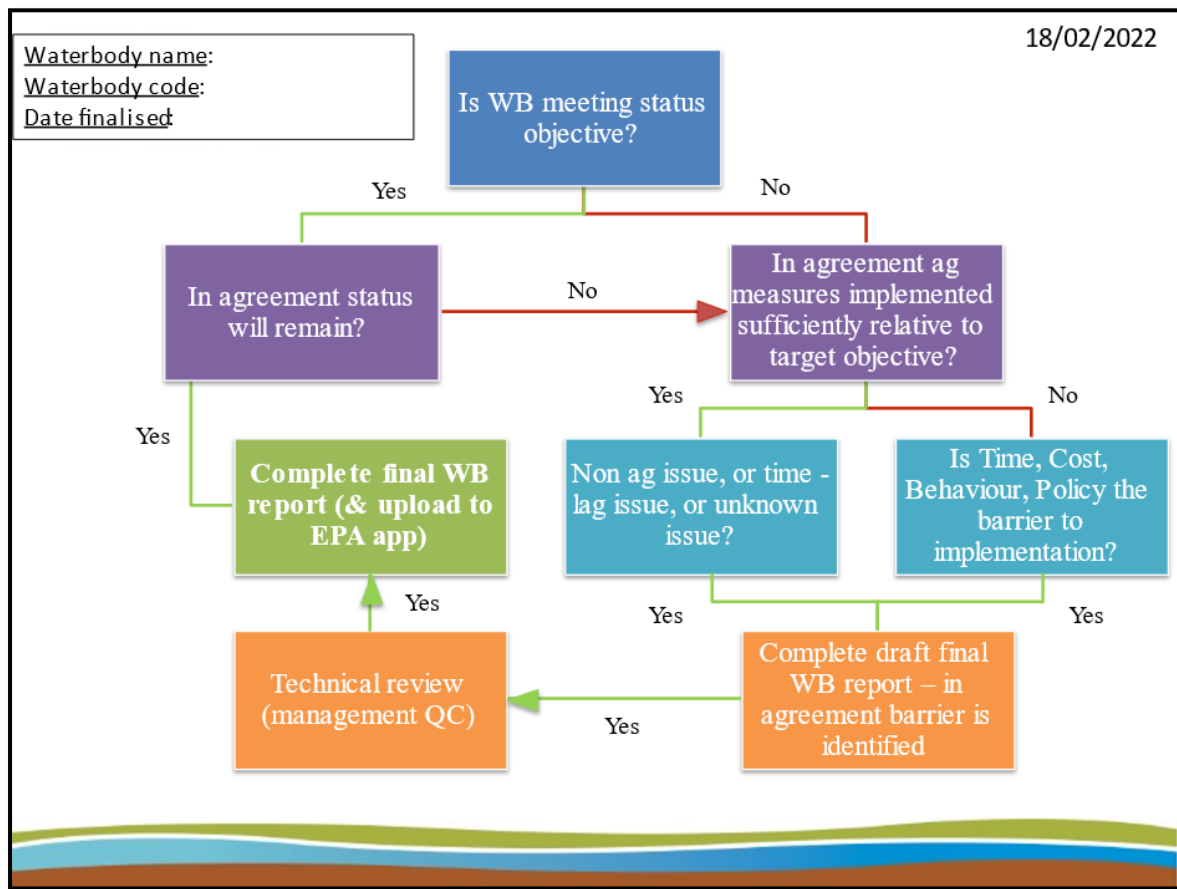 18/02/2022
Waterbody name:
Waterbody code:
Date finalised:
Is WB meeting status
objective?
Yes
No
In agreement status
will remain?
No
In agreement ag
measures implemented
sufficiently relative to
target objective?
Yes
No
Yes
Complete final WB
report (& upload to
EPA app)
Non ag issue, or time -
lag issue, or unknown
issue?
Is Time, Cost,
Behaviour, Policy the
barrier to
implementation?
Yes
Yes
Yes
Technical review
(management QC)
Yes
Complete draft final
WB report – in
agreement barrier is
identified